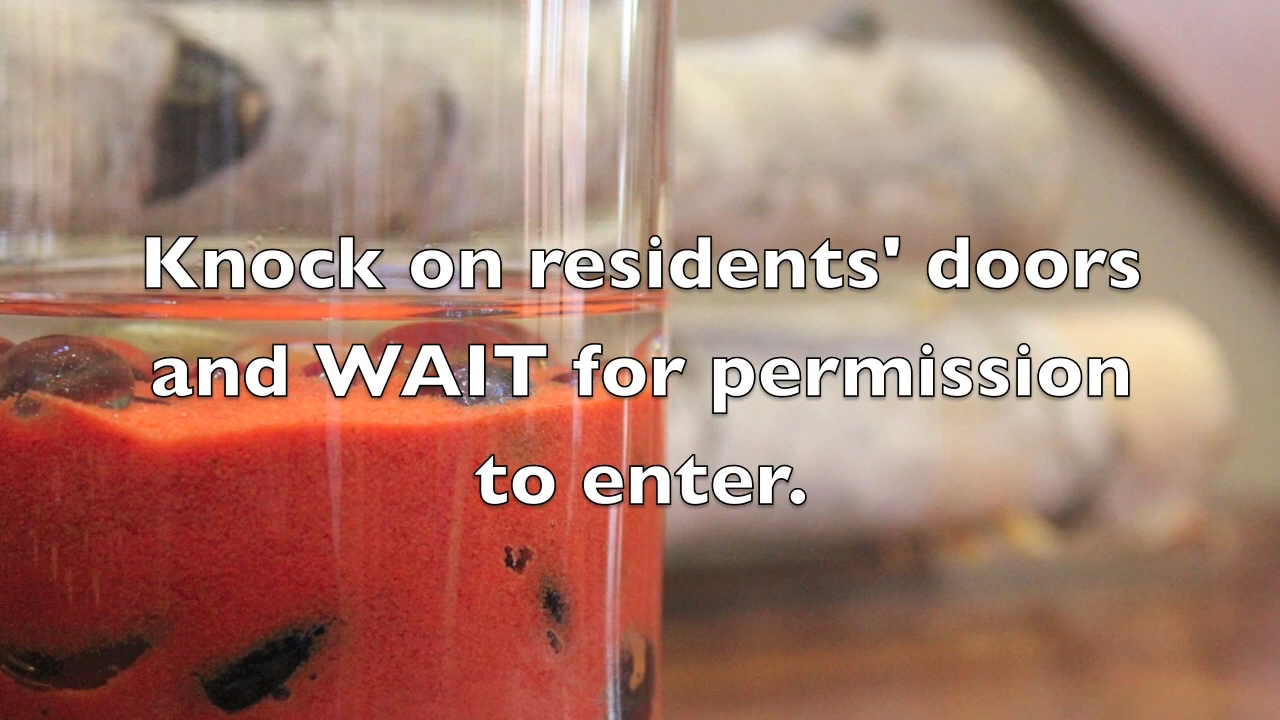 Knock on residents' doors
and WAIT for permission
to enter.